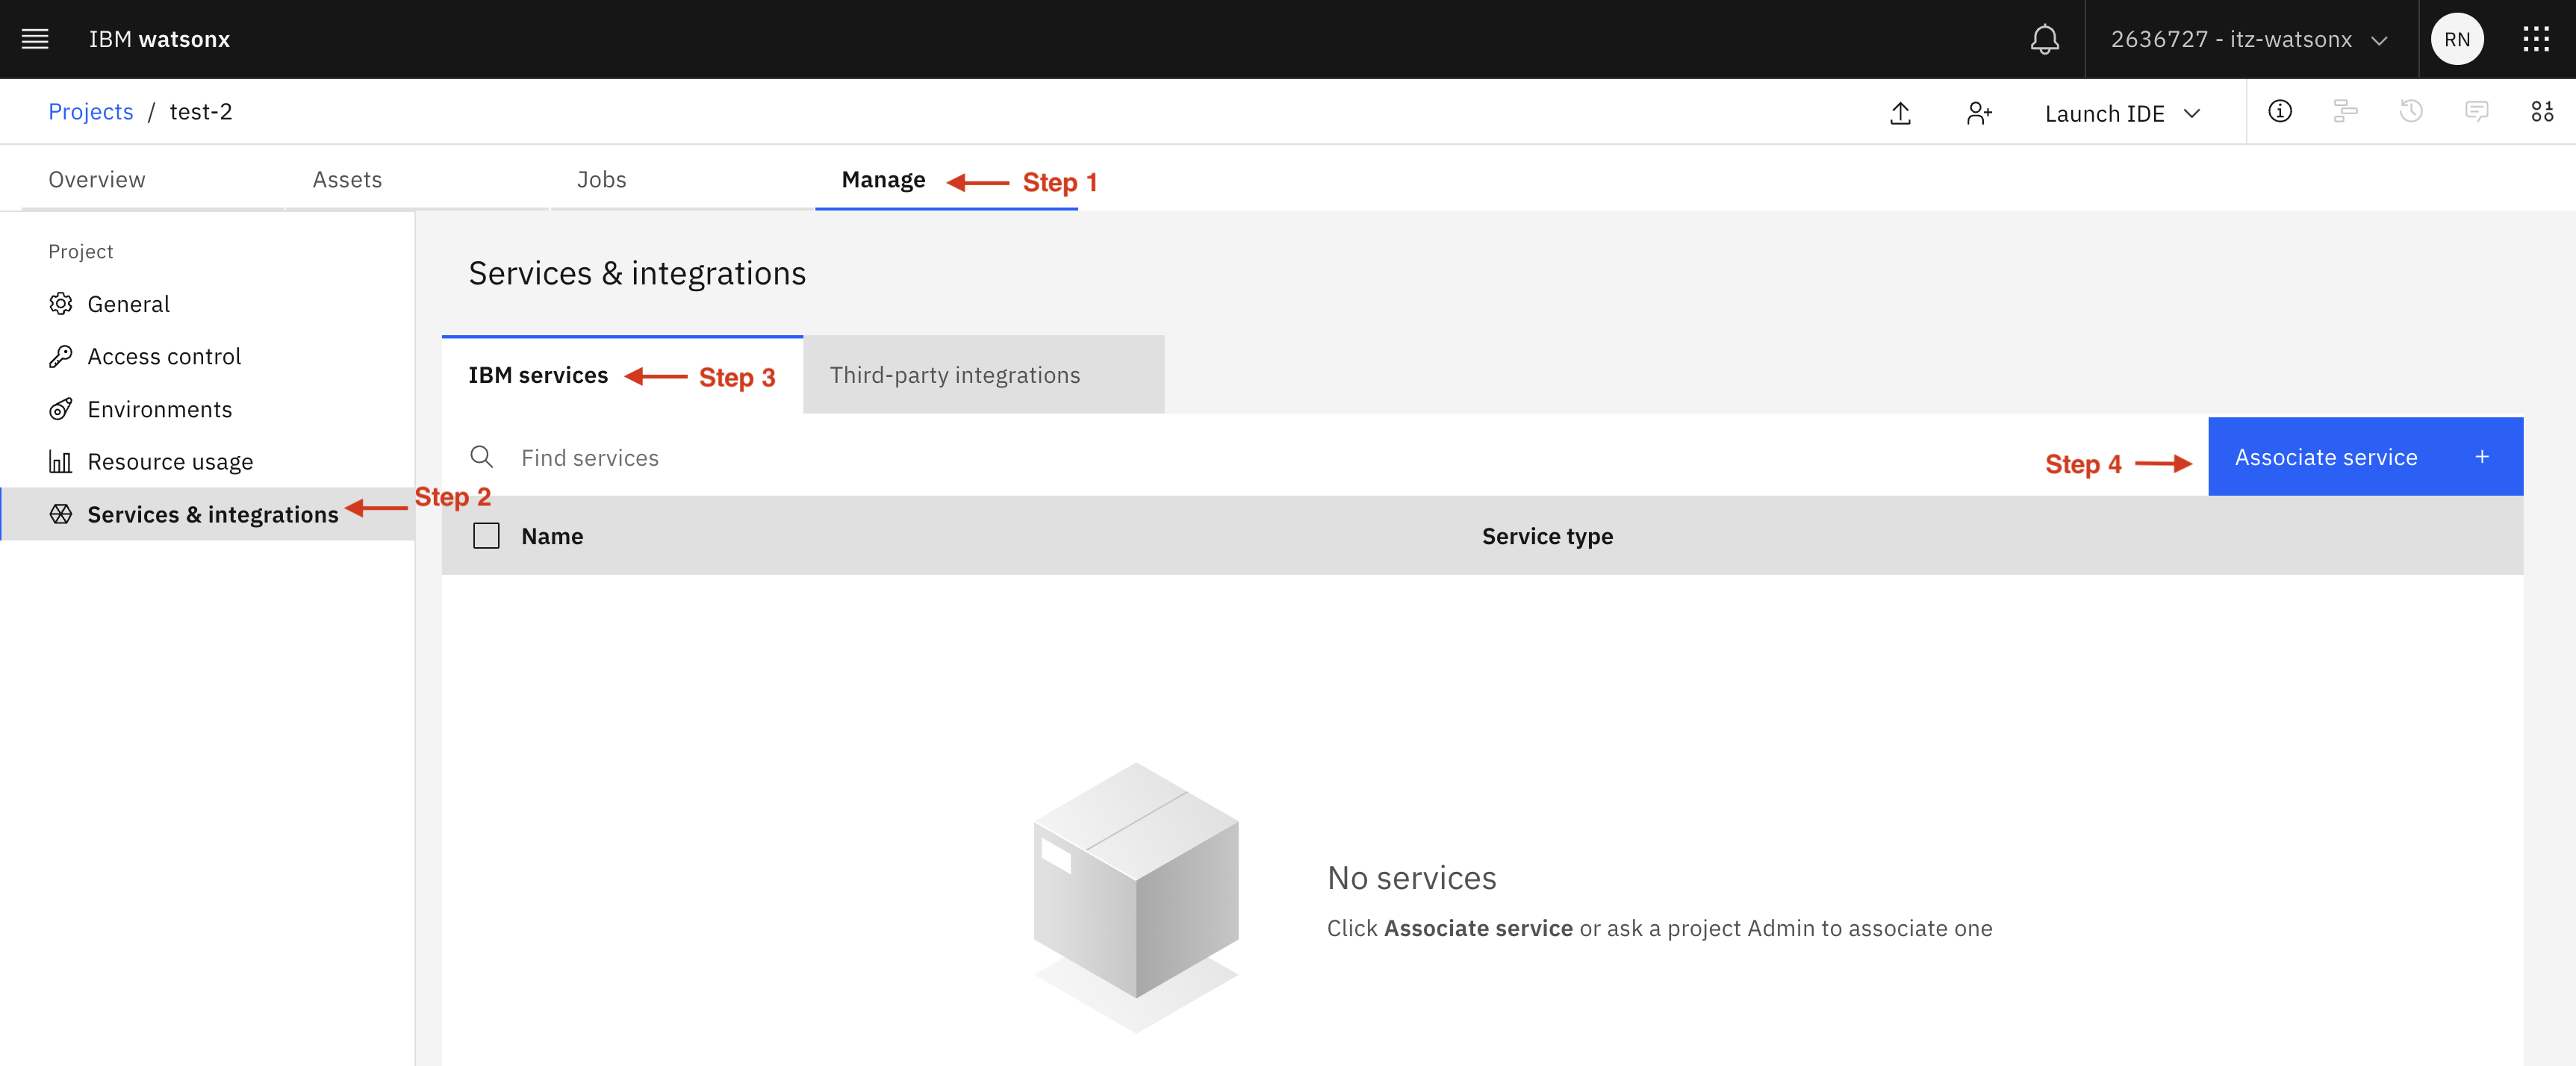 IBM watsonx
2636727 - itz-watsonx
RN
Projects / test-2
Launch IDE
Overview
Assets
Jobs
Manage
Step 1
Project
General
Access control
Environments
Resource usage
Services & integrations
Step 2
Services & integrations
IBM services
Step 3
Third-party integrations
Find services
Step 4
Associate service +
Name
Service type
No services
Click Associate service or ask a project Admin to associate one